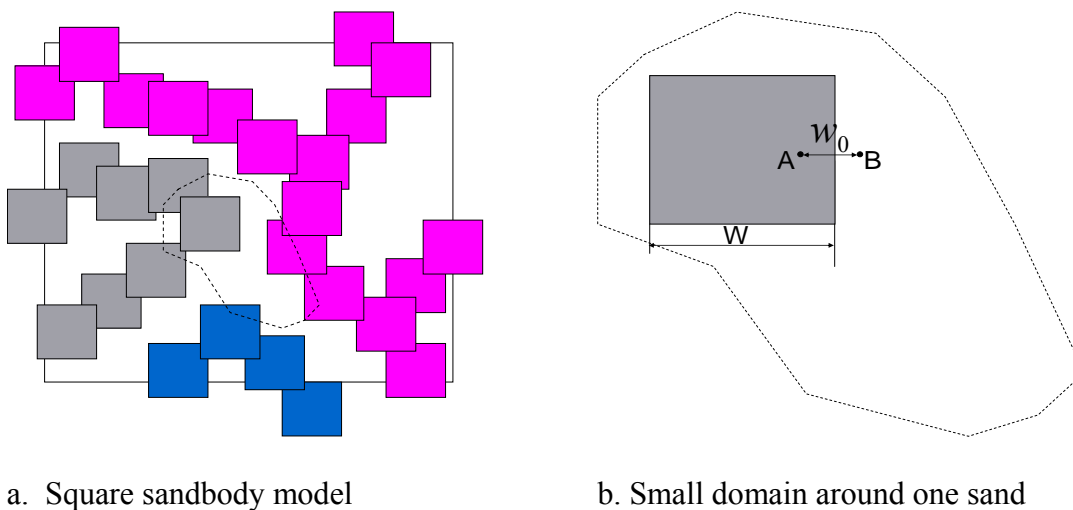 w0
A B
W
a. Square sandbody model
b. Small domain around one sand